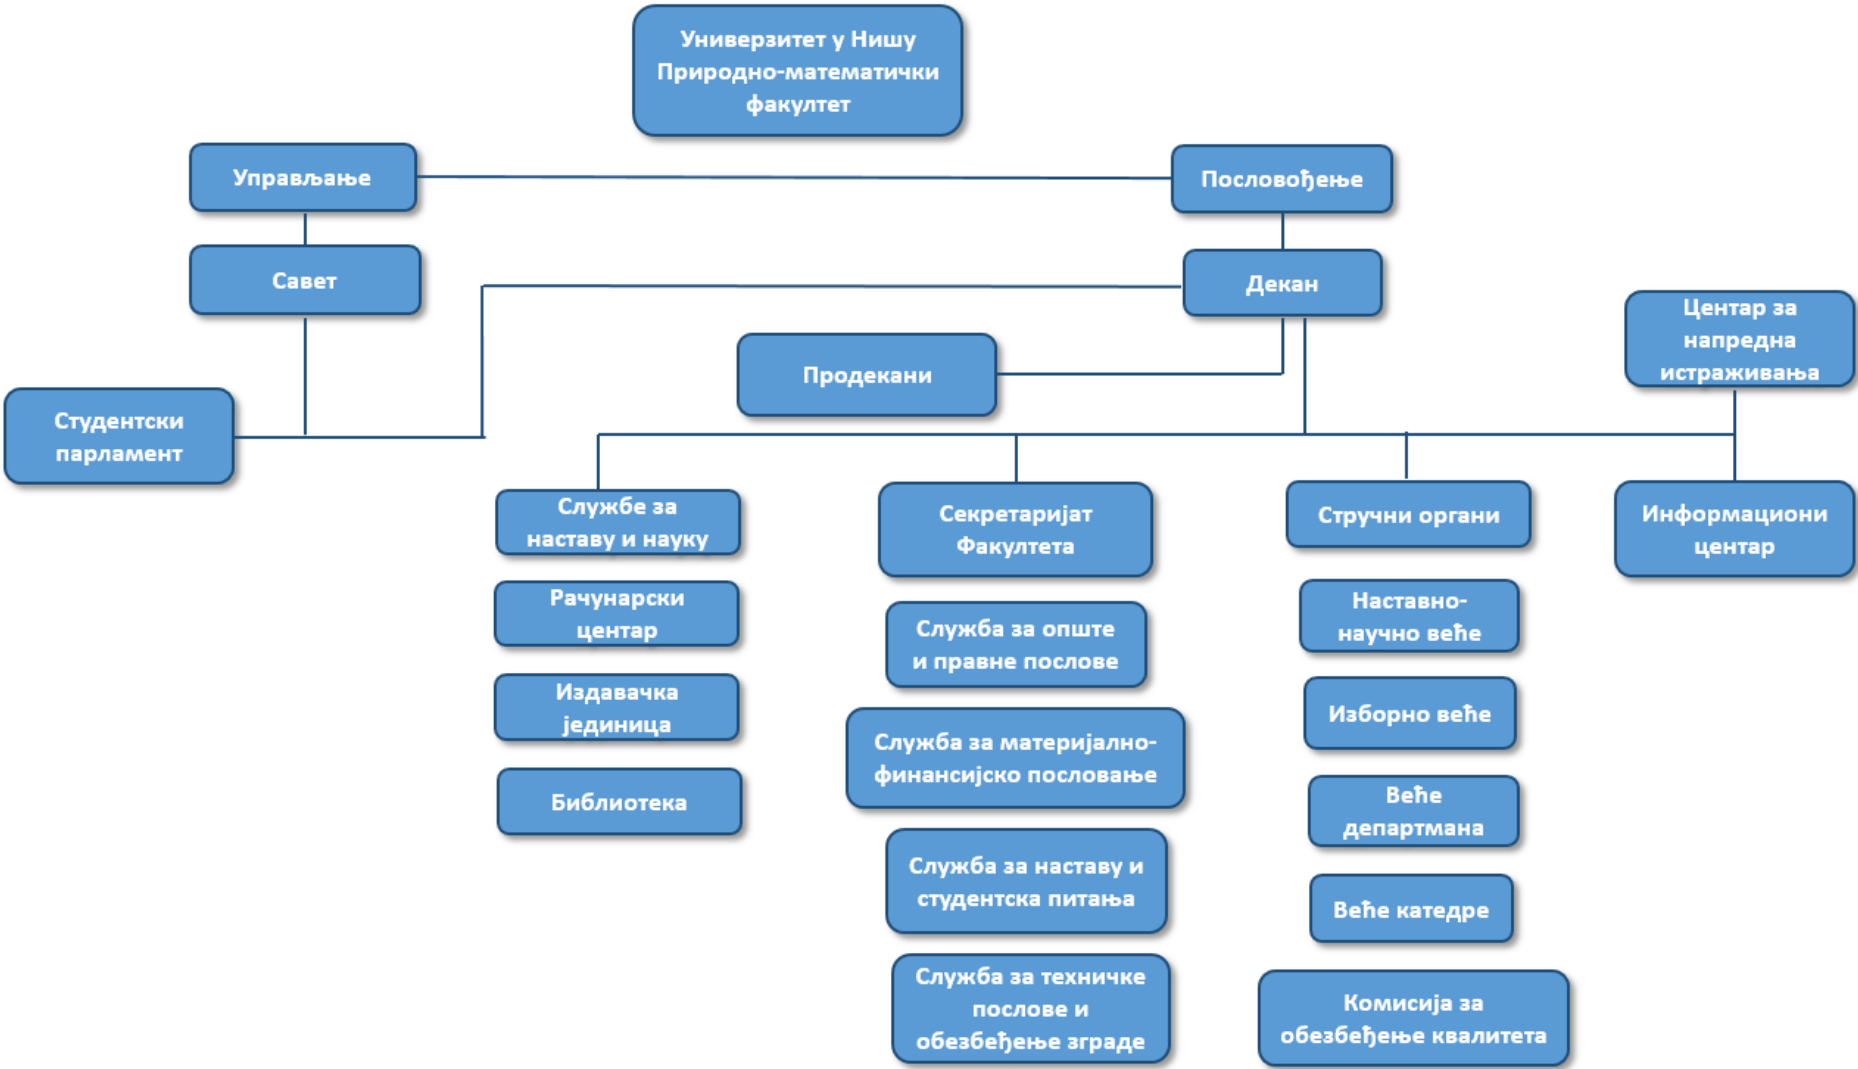 Универзитет у Нишу
Природно-математички
факултет
Управљање
Пословођење
Савет
Декан
Центар за
напредна
истраживања
Продекани
Студентски
парламент
Службе за
наставу и науку
Рачунарски
центар
Издавачка
јединица
Библиотека
Секретаријат
Факултета
Служба за опште
и правне послове
Служба за материјално-
финансијско пословање
Служба за наставу и
студентска питања
Служба за техничке
послове и
обезбеђење зграде
Стручни органи
Наставно-
научно веће
Изборно веће
Веће
департмана
Веће катедре
Комисија за
обезбеђење квалитета
Информациони
центар